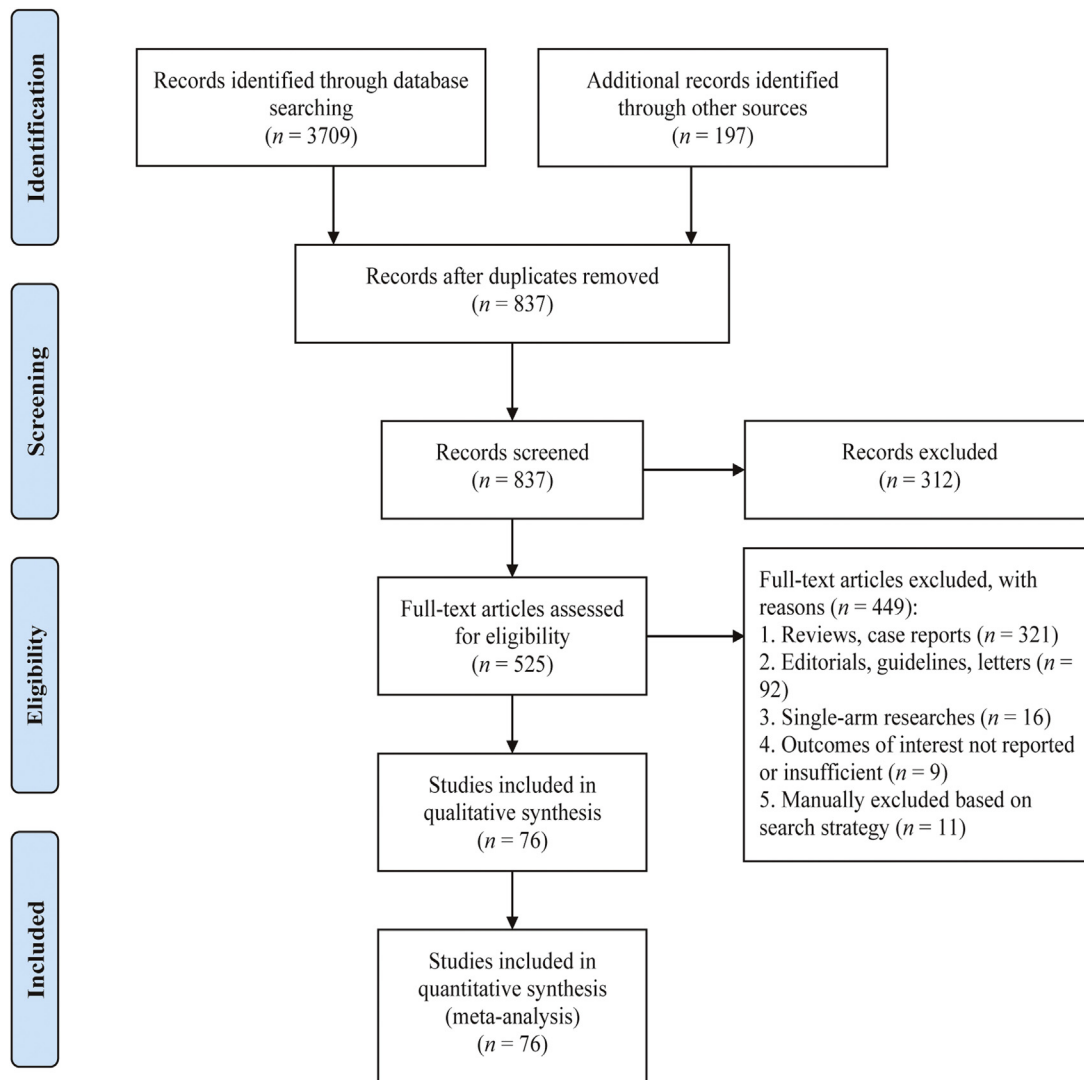 Identification
Records identified through database
searching
(n = 3709)
Additional records identified
through other sources
(n = 197)
Records after duplicates removed
(n = 837)
Screening
Records screened
(n = 837)
Records excluded
(n = 312)
Eligibility
Full-text articles assessed
for eligibility
(n = 525)
Full-text articles excluded, with
reasons (n = 449):
1. Reviews, case reports (n = 321)
2. Editorials, guidelines, letters (n =
92)
3. Single-arm researches (n = 16)
4. Outcomes of interest not reported
or insufficient (n = 9)
5. Manually excluded based on
search strategy (n = 11)
Studies included in
qualitative synthesis
(n = 76)
Included
Studies included in
quantitative synthesis
(meta-analysis)
(n = 76)